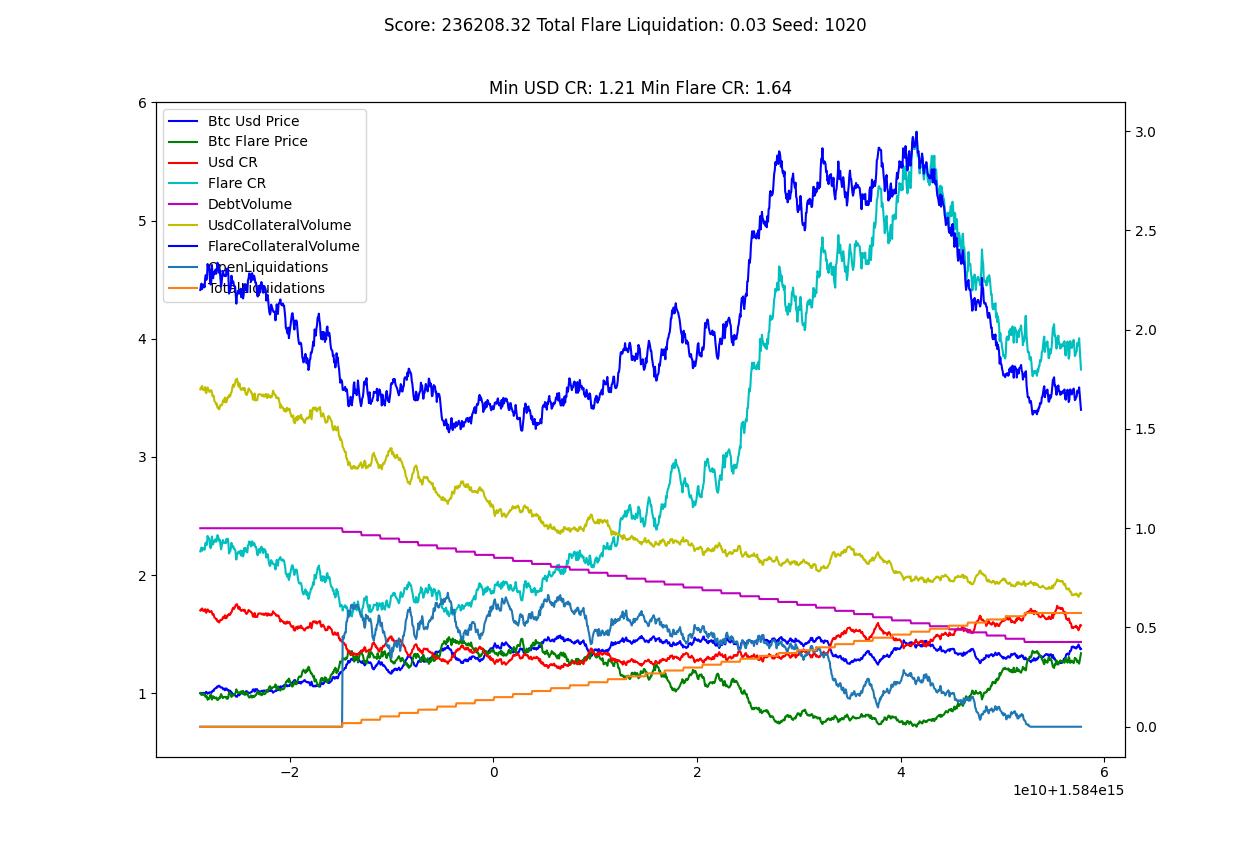 Score: 236208.32 Total Flare Liquidation: 0.03 Seed: 1020
Min USD CR: 1.21 Min Flare CR: 1.64
Btc Usd Price
Btc Flare Price
Usd CR
Flare CR
DebtVolume
UsdCollateralVolume
FlareCollateralVolume
OpenLiquidations
TotalLiquidations
6
5
4
3
2
1
3.0
2.5
2.0
1.5
1.0
0.5
0.0
−2 0 2 4 6
1e10+1.584e15